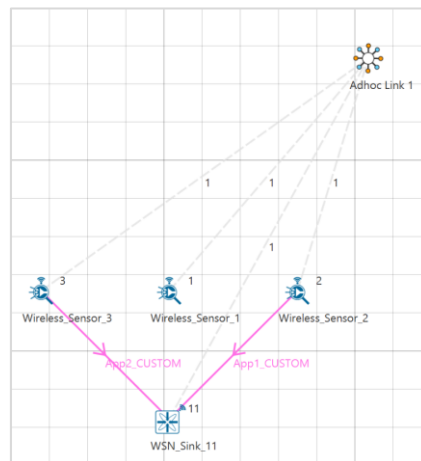 Adhoc Link 1
1
1
1
1
3
1
2
Wireless_Sensor_3
Wireless_Sensor_1
Wireless_Sensor_2
App2_CUSTOM
App1_CUSTOM
11
WSN_Sink_11